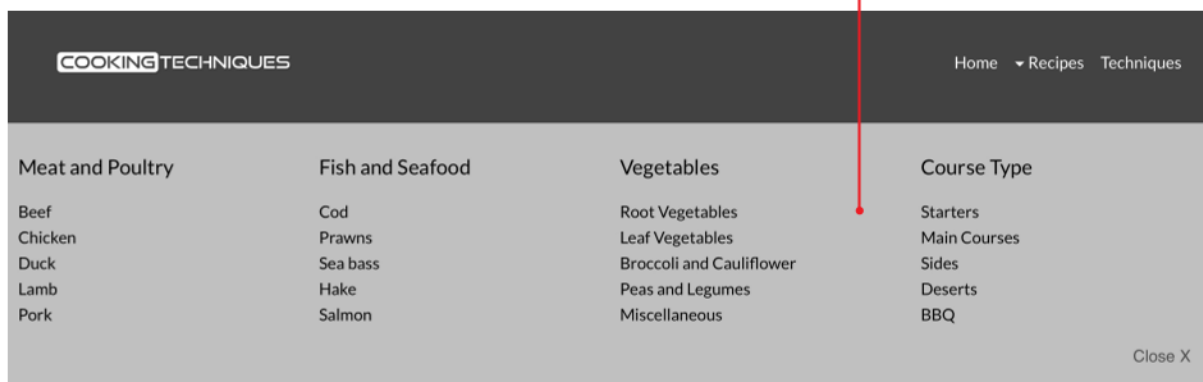 COOKING TECHNIQUES
Home Recipes Techniques
Meat and Poultry
Beef
Chicken
Duck
Lamb
Pork
Fish and Seafood
Cod
Prawns
Sea bass
Hake
Salmon
Vegetables
Root Vegetables
Leaf Vegetables
Broccoli and Cauliflower
Peas and Legumes
Miscellaneous
Course Type
Starters
Main Courses
Sides
Deserts
BBQ
Close X